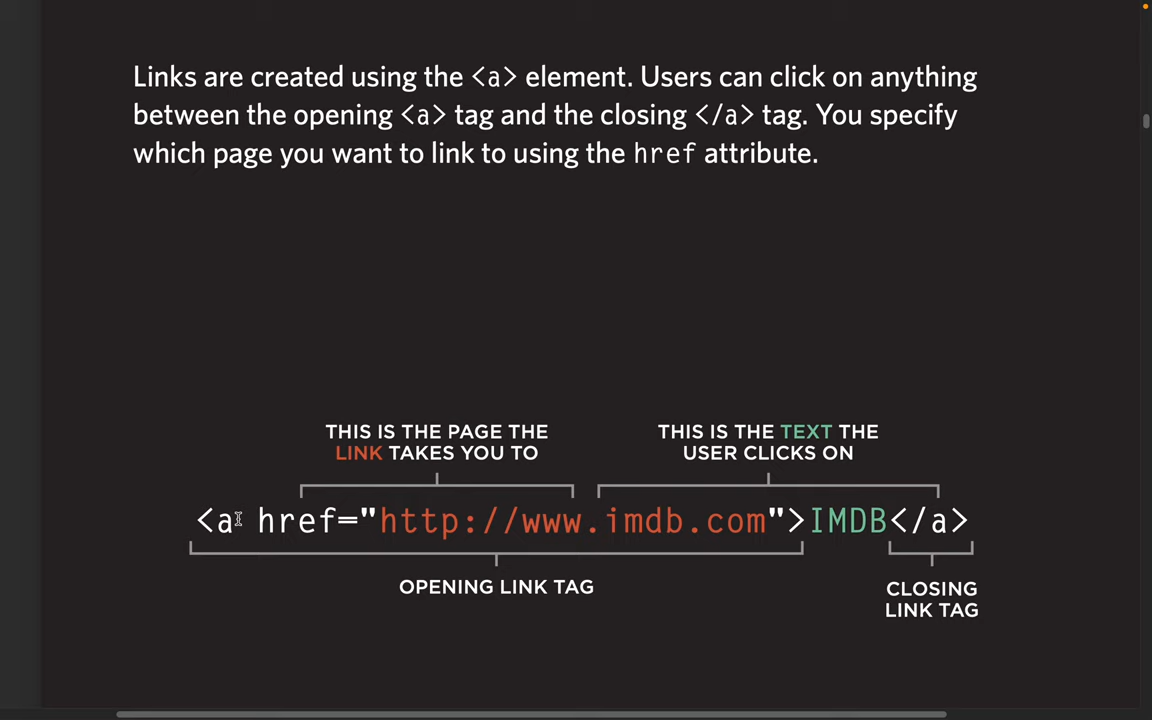 Links are created using the <a> element. Users can click on anything
between the opening <a> tag and the closing </a> tag. You specify
which page you want to link to using the href attribute.
THIS IS THE PAGE THE
LINK TAKES YOU TO
THIS IS THE TEXT THE
USER CLICKS ON
<a href="http://www.imdb.com">IMDB</a>
OPENING LINK TAG
CLOSING
LINK TAG